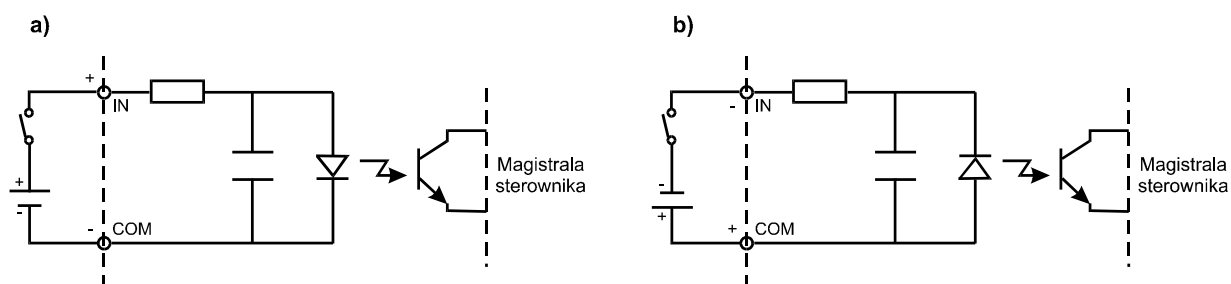 a)
+
IN
+
-
-
COM
Magistrala
sterownika
b)
-
IN
-
+
+
COM
Magistrala
sterownika